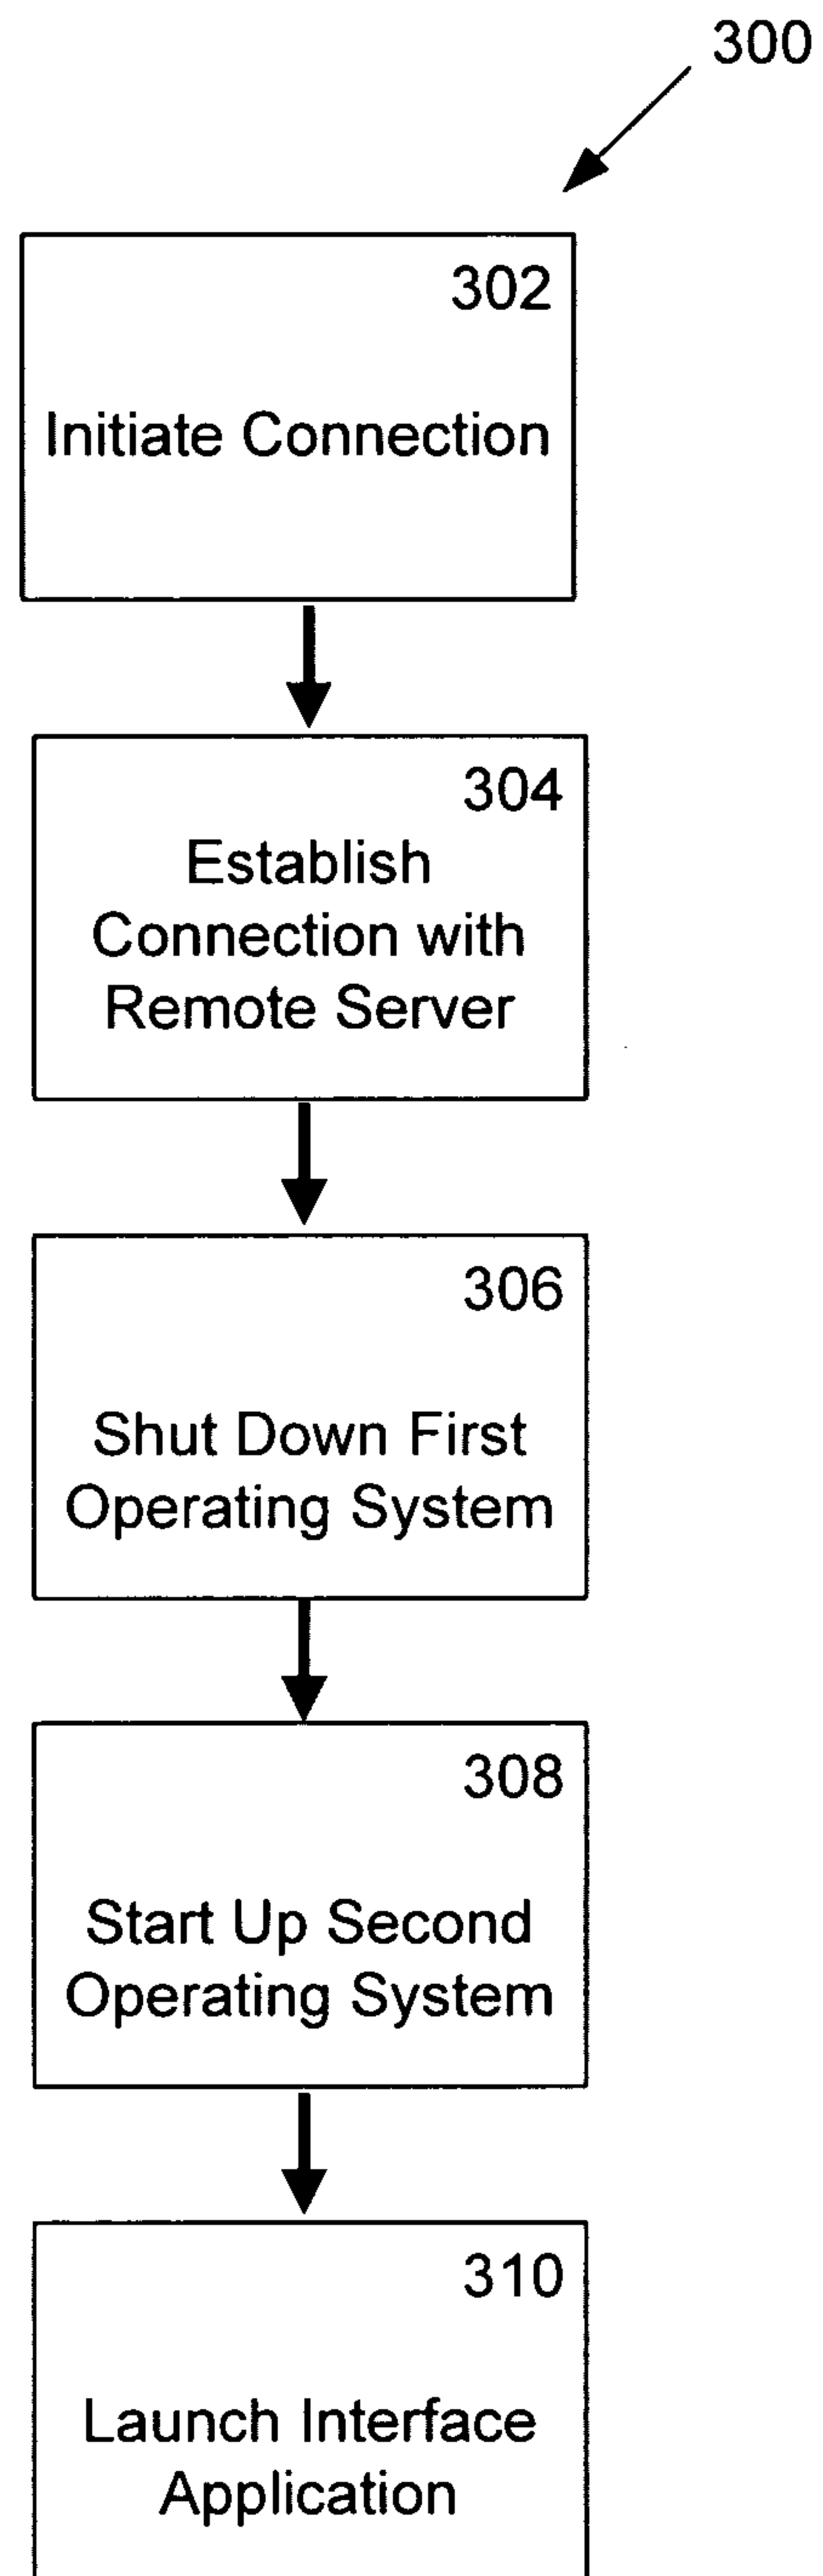 300
302
Initiate Connection
304
Establish
Connection with
Remote Server
306
Shut Down First
Operating System
308
Start Up Second
Operating System
310
Launch Interface
Application